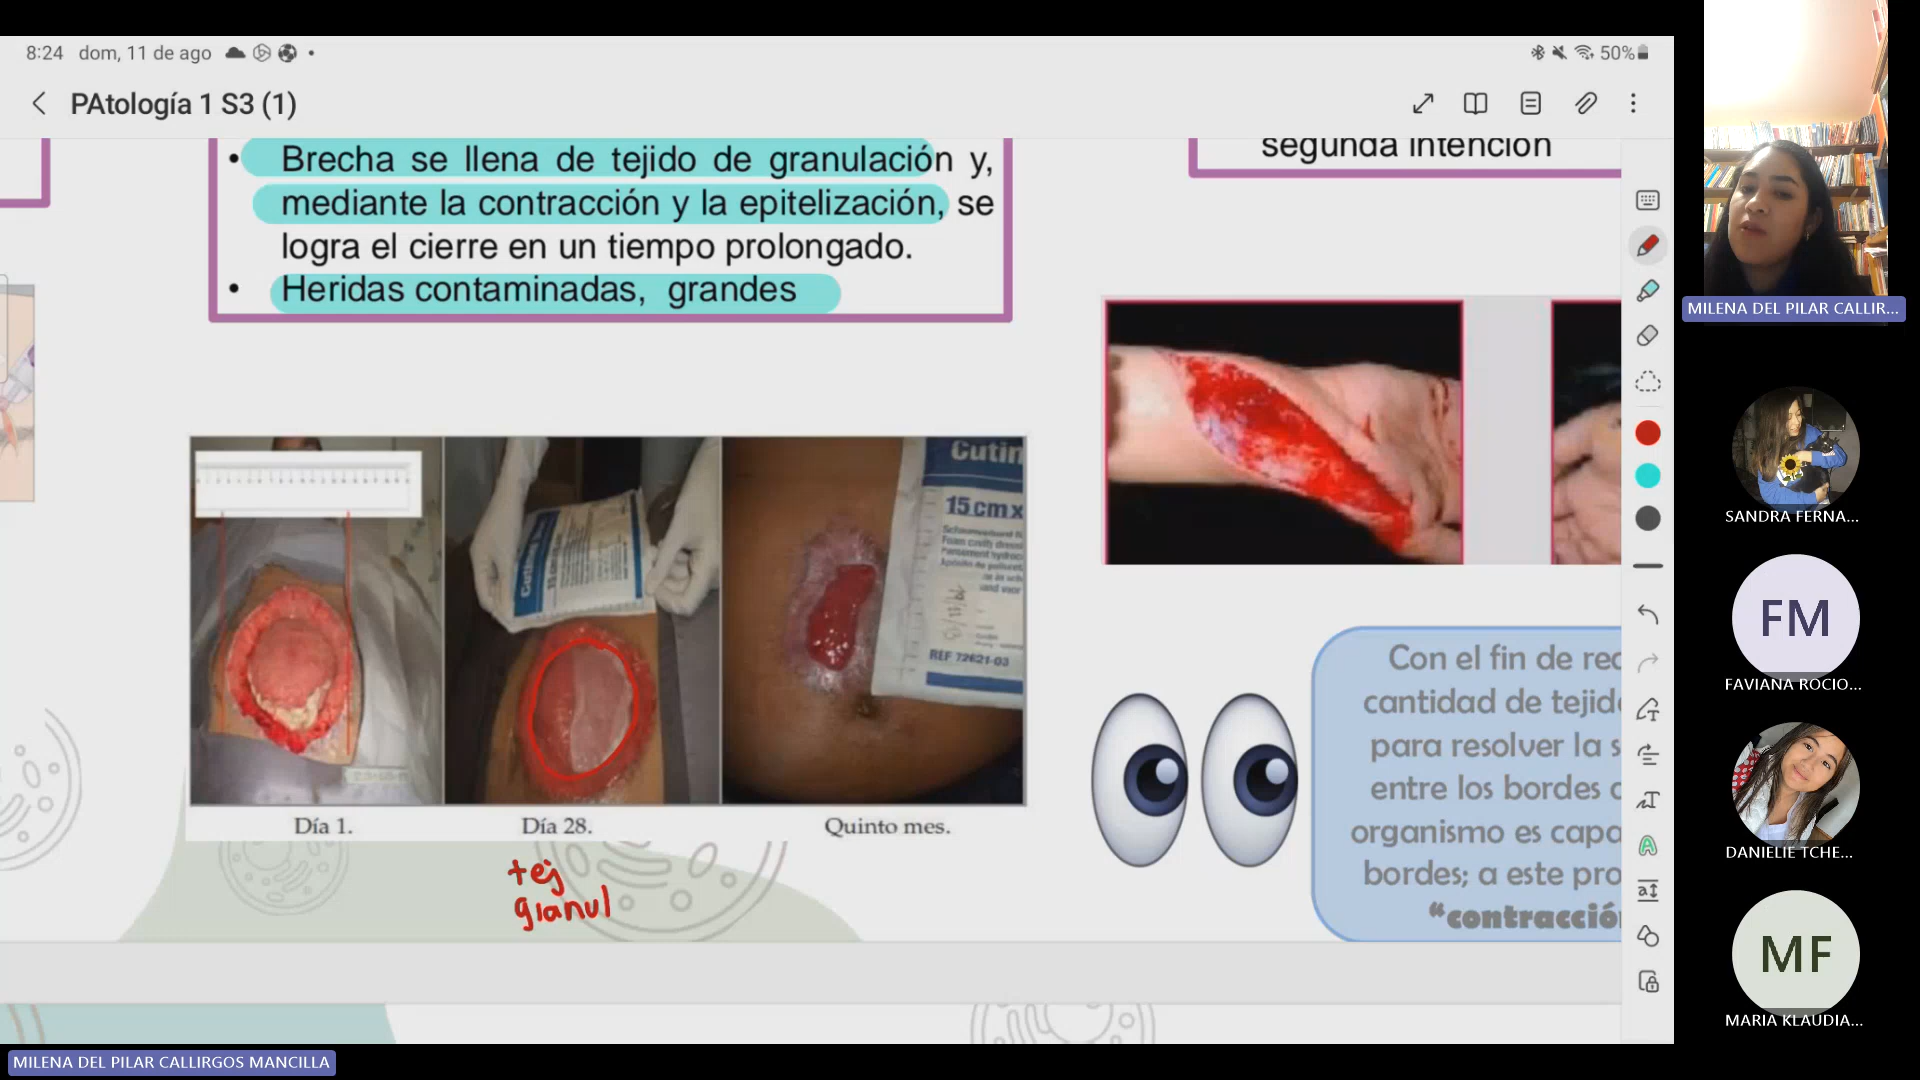 8:24 dom, 11 de ago
50%
PAtología 1 S3 (1)
• Brecha se llena de tejido de granulación y,
mediante la contracción y la epitelización, se
logra el cierre en un tiempo prolongado.
• Heridas contaminadas, grandes
segunda intención
Cutin
15 cm x
REF 72621-03
Día 1.
Día 28.
Quinto mes.
tej
granul
Con el fin de rec
cantidad de tejid
para resolver la s
entre los bordes
organismo es capa
bordes; a este pro
“contracció
MILENA DEL PILAR CALLIR...
SANDRA FERNA...
FM
FAVIANA ROCIO...
DANIELIE TCHE...
MF
MARIA KLAUDIA...
MILENA DEL PILAR CALLIRGOS MANCILLA